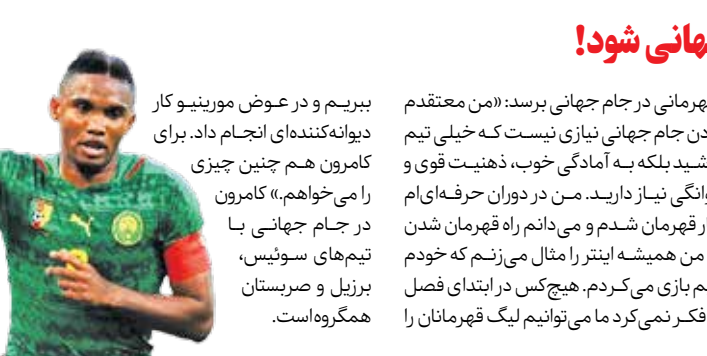 هانی شود!
قهرمانی در جام جهانی برسد: «من معتقدم
دن جام جهانی نیازی نیست که خیلی تیم
شید بلکه به آمادگی خوب، ذهنیت قوی و
وانگی نیاز دارید. من در دوران حرفه‌ای‌ام
ار قهرمان شدم و می‌دانم راه قهرمان شدن
من همیشه اینتر را مثال می‌زنم که خودم
م بازی می‌کردم. هیچ‌کس در ابتدای فصل
فکر نمی‌کرد ما می‌توانیم لیگ قهرمانان را
ببریم و در عوض مورینیو کار
دیوانه‌کننده‌ای انجام داد. برای
کامرون هم چنین چیزی
را می‌خواهم.» کامرون
در جام جهانی با
تیم‌های سوئیس،
برزیل و صربستان
همگروه‌است.